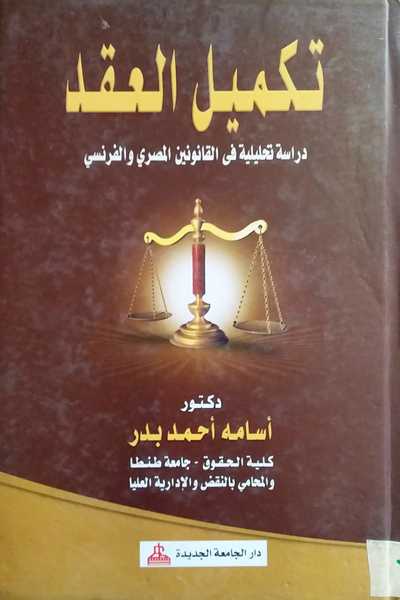 تكميل العقد
دراسة تحليلية فى القانونين المصري والفرنسي
دكتور
أسامه أحمد بدر
كلية الحقوق - جامعة طنطا
والمحامي بالنقض والإدارية العليا
دار الجامعة الجديدة